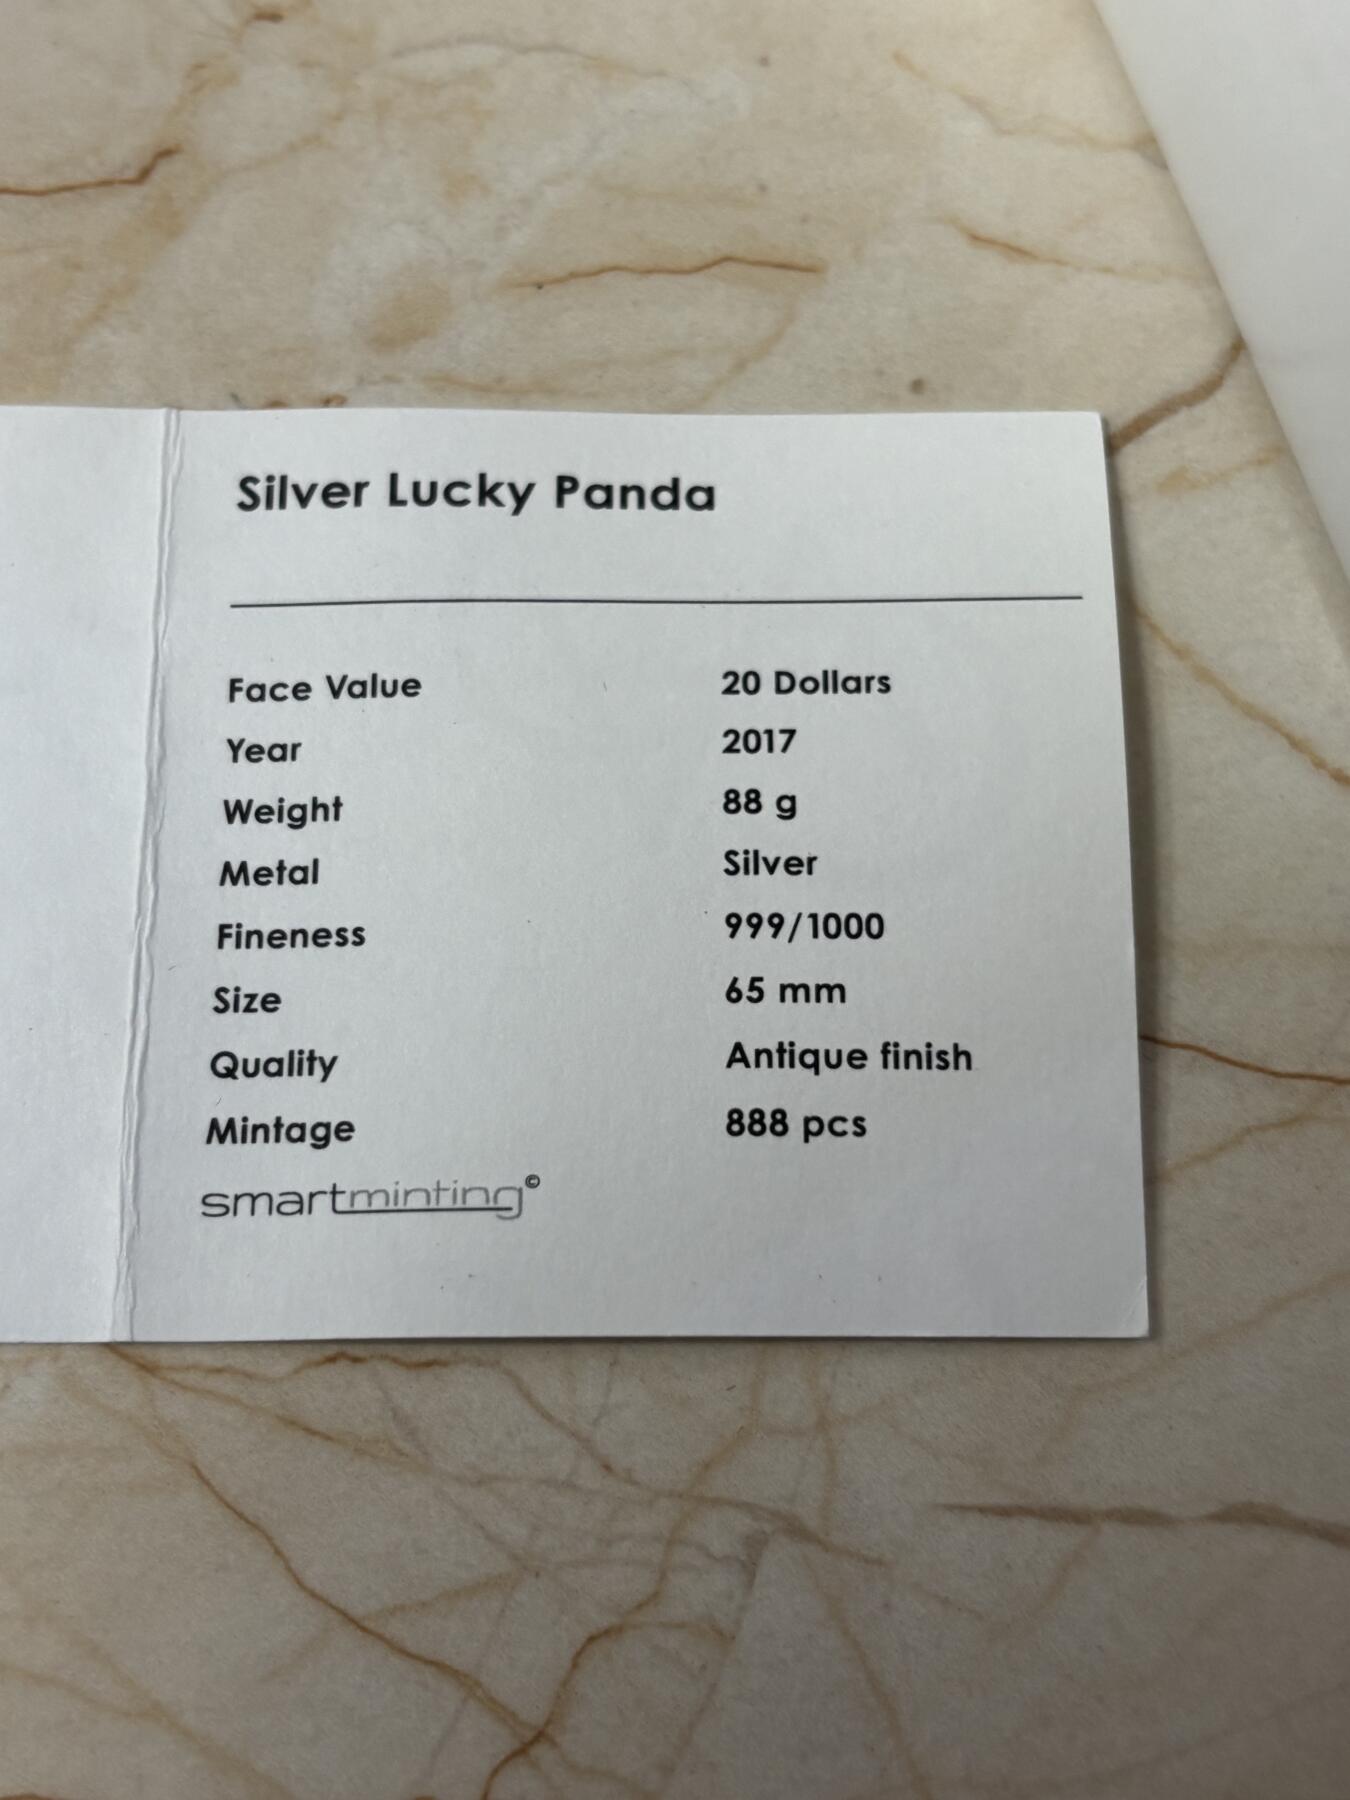 Silver Lucky Panda
Face Value 20 Dollars
Year 2017
Weight 88 g
Metal Silver
Fineness 999/1000
Size 65 mm
Quality Antique finish
Mintage 888 pcs
smartminting©